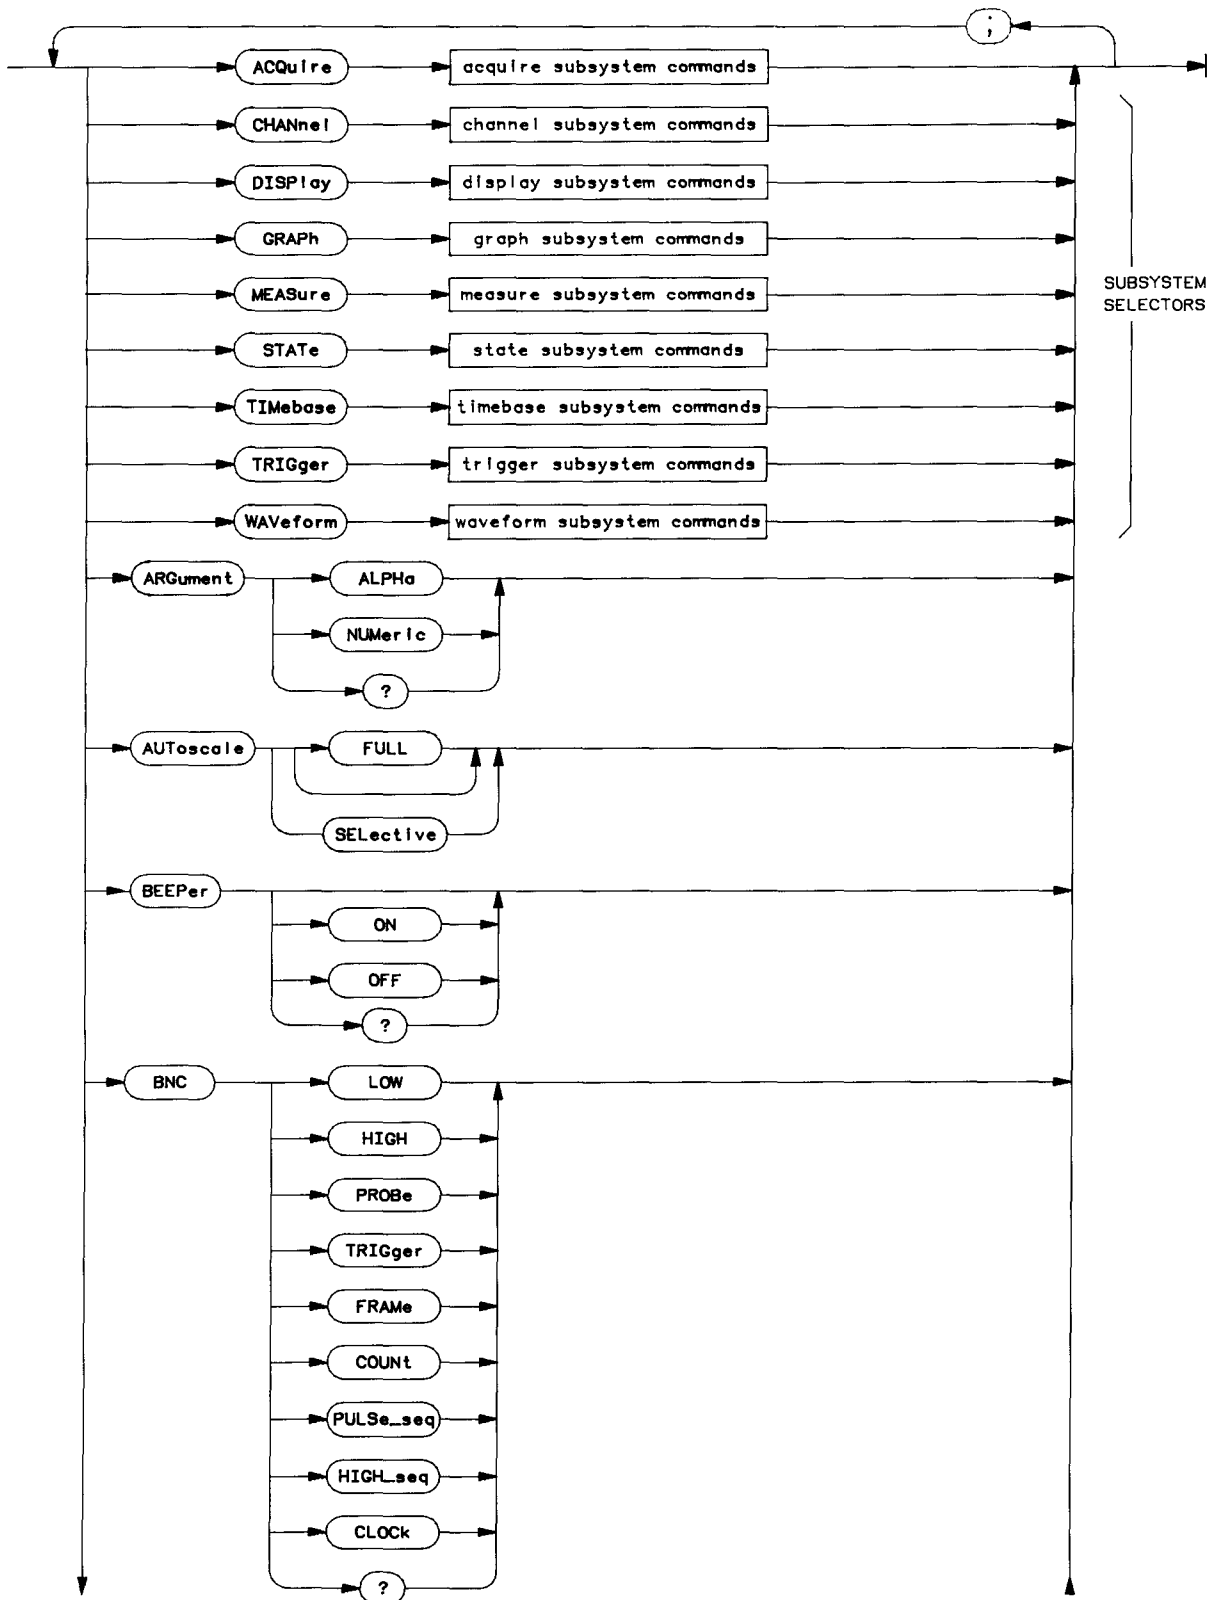 ;
ACQuire acquire subsystem commands
CHANnel channel subsystem commands
DISPlay display subsystem commands
GRAPh graph subsystem commands
MEASure measure subsystem commands
SUBSYSTEM
SELECTORS
STATe state subsystem commands
TIMebase timebase subsystem commands
TRIGger trigger subsystem commands
WAVeform waveform subsystem commands
ARGument ALPHa
NUMeric
?
AUToscale FULL
SELective
BEEPer
ON
OFF
?
BNC LOW
HIGH
PROBe
TRIGger
FRAMe
COUNt
PULSe_seq
HIGH_seq
CLOCk
?